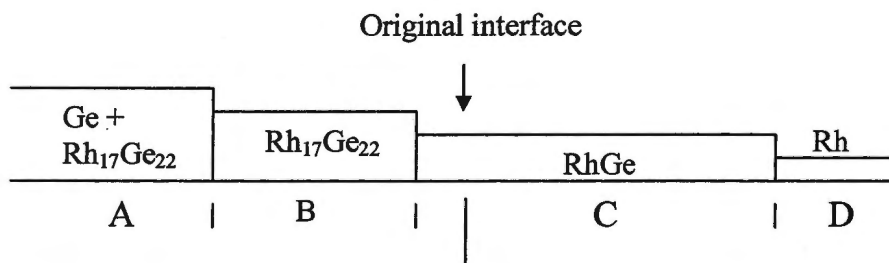 Original interface
Ge +
Rh₁₇Ge₂₂
Rh₁₇Ge₂₂
RhGe
Rh
A | B | C | D